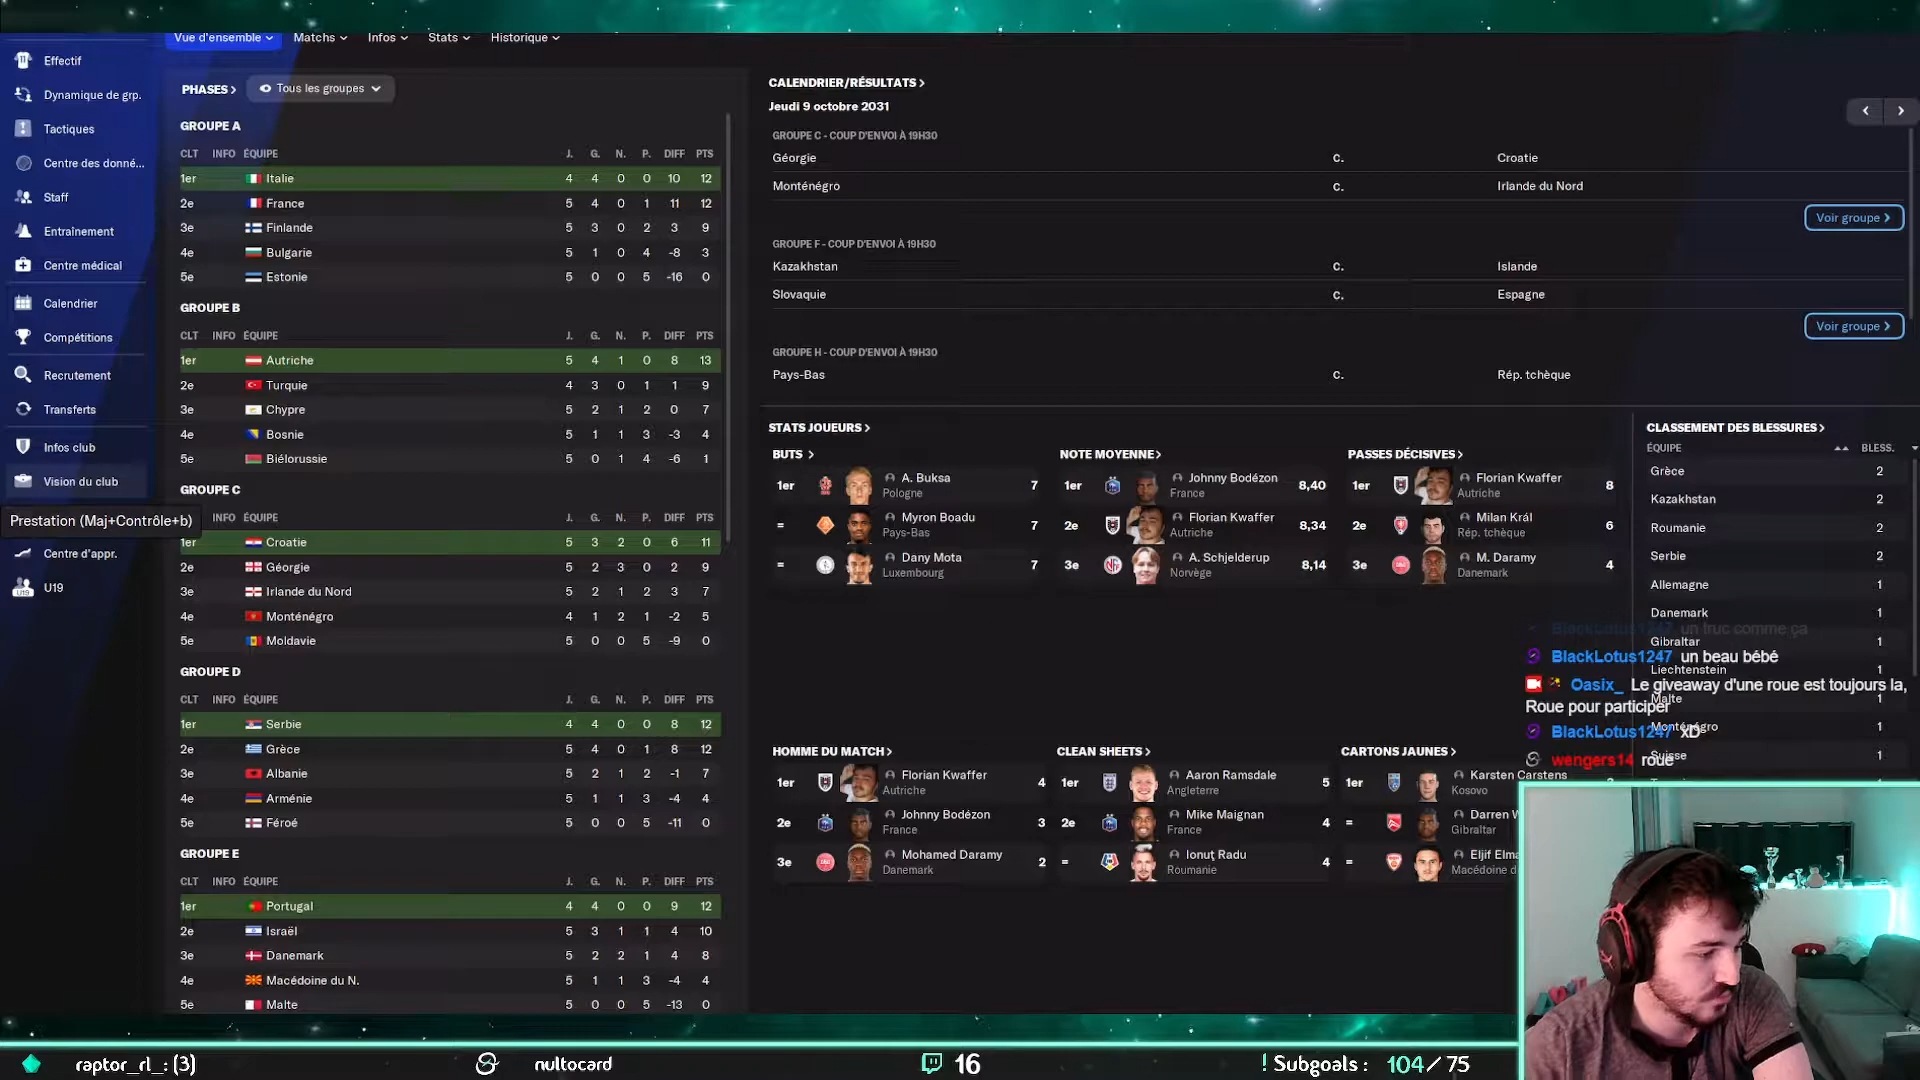 Vue d'ensemble
Matchs
Infos
Stats
Historique
Effectif
Dynamique de grp.
Tactiques
Centre des donné...
Staff
Entraînement
Centre médical
Calendrier
Compétitions
Recrutement
Transferts
Infos club
Vision du club
Prestation (Maj+Contrôle+b)
Centre d'appr.
U19
PHASES
Tous les groupes
GROUPE A
CLT INFO ÉQUIPE J. G. N. P. DIFF PTS
1er Italie 4 4 0 0 10 12
2e France 5 4 0 1 11 12
3e Finlande 5 3 0 2 3 9
4e Bulgarie 5 1 0 4 -8 3
5e Estonie 5 0 0 5 -16 0
GROUPE B
CLT INFO ÉQUIPE J. G. N. P. DIFF PTS
1er Autriche 5 4 1 0 8 13
2e Turquie 4 3 0 1 1 9
3e Chypre 5 2 1 2 0 7
4e Bosnie 5 1 1 3 -3 4
5e Biélorussie 5 0 1 4 -6 1
GROUPE C
INFO ÉQUIPE J. G. N. P. DIFF PTS
1er Croatie 5 3 2 0 6 11
2e Géorgie 5 2 3 0 2 9
3e Irlande du Nord 5 2 1 2 3 7
4e Monténégro 4 1 2 1 -2 5
5e Moldavie 5 0 0 5 -9 0
GROUPE D
CLT INFO ÉQUIPE J. G. N. P. DIFF PTS
1er Serbie 4 4 0 0 8 12
2e Grèce 5 4 0 1 8 12
3e Albanie 5 2 1 2 -1 7
4e Arménie 5 1 1 3 -4 4
5e Féroé 5 0 0 5 -11 0
GROUPE E
CLT INFO ÉQUIPE J. G. N. P. DIFF PTS
1er Portugal 4 4 0 0 9 12
2e Israël 5 3 1 1 4 10
3e Danemark 5 2 2 1 4 8
4e Macédoine du N. 5 1 1 3 -4 4
5e Malte 5 0 0 5 -13 0
CALENDRIER/RÉSULTATS
Jeudi 9 octobre 2031
GROUPE C - COUP D'ENVOI À 19H30
Géorgie c. Croatie
Monténégro c. Irlande du Nord
Voir groupe
GROUPE F - COUP D'ENVOI À 19H30
Kazakhstan c. Islande
Slovaquie c. Espagne
Voir groupe
GROUPE H - COUP D'ENVOI À 19H30
Pays-Bas c. Rép. tchèque
STATS JOUEURS
BUTS
1er A. Buksa 7
Pologne
= Myron Boadu 7
Pays-Bas
= Dany Mota 7
Luxembourg
NOTE MOYENNE
1er Johnny Bodézon 8,40
France
2e Florian Kwaffer 8,34
Autriche
3e A. Schjelderup 8,14
Norvège
PASSES DÉCISIVES
1er Florian Kwaffer 8
Autriche
2e Milan Král 6
Rép. tchèque
3e M. Daramy 4
Danemark
HOMME DU MATCH
1er Florian Kwaffer 4
Autriche
2e Johnny Bodézon 3
France
3e Mohamed Daramy 2
Danemark
CLEAN SHEETS
1er Aaron Ramsdale 5
Angleterre
2e Mike Maignan 4
France
= Ionuţ Radu 4
Roumanie
CARTONS JAUNES
1er Karsten Carstens
Kosovo
= Darren W
Gibraltar
= Eljif Elma
Macédoine d
CLASSEMENT DES BLESSURES
ÉQUIPE BLESS.
Grèce 2
Kazakhstan 2
Roumanie 2
Serbie 2
Allemagne 1
Danemark 1
Gibraltar 1
Liechtenstein 1
Malte 1
Monténégro 1
Suisse 1
BlackLotus1247 un truc comme ça
BlackLotus1247 un beau bébé
Oasix_ Le giveaway d'une roue est toujours la,
Roue pour participer
BlackLotus1247 xD
wengers14 roue
raptor_rl_: (3)
nultocard
16
! Subgoals : 104 / 75